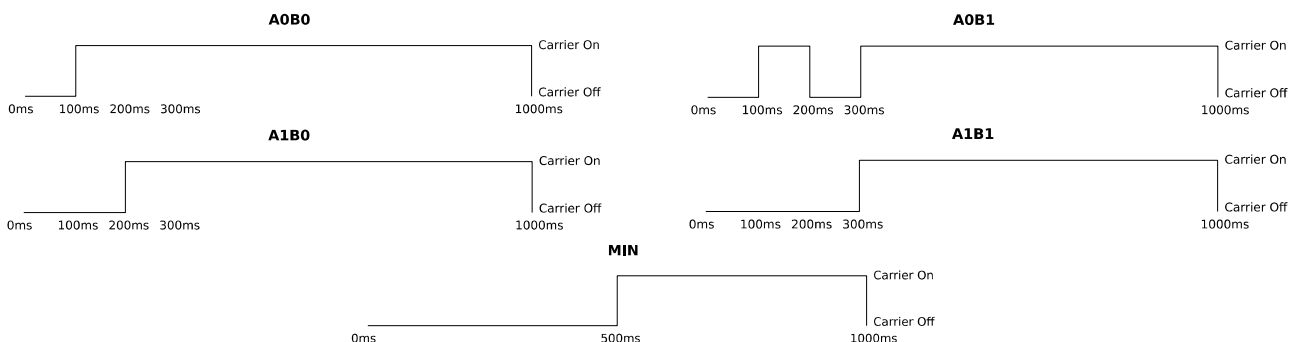 A0B0
Carrier On
Carrier Off
0ms 100ms 200ms 300ms 1000ms
A0B1
Carrier On
Carrier Off
0ms 100ms 200ms 300ms 1000ms
A1B0
Carrier On
Carrier Off
0ms 100ms 200ms 300ms 1000ms
A1B1
Carrier On
Carrier Off
0ms 100ms 200ms 300ms 1000ms
MIN
Carrier On
Carrier Off
0ms 500ms 1000ms